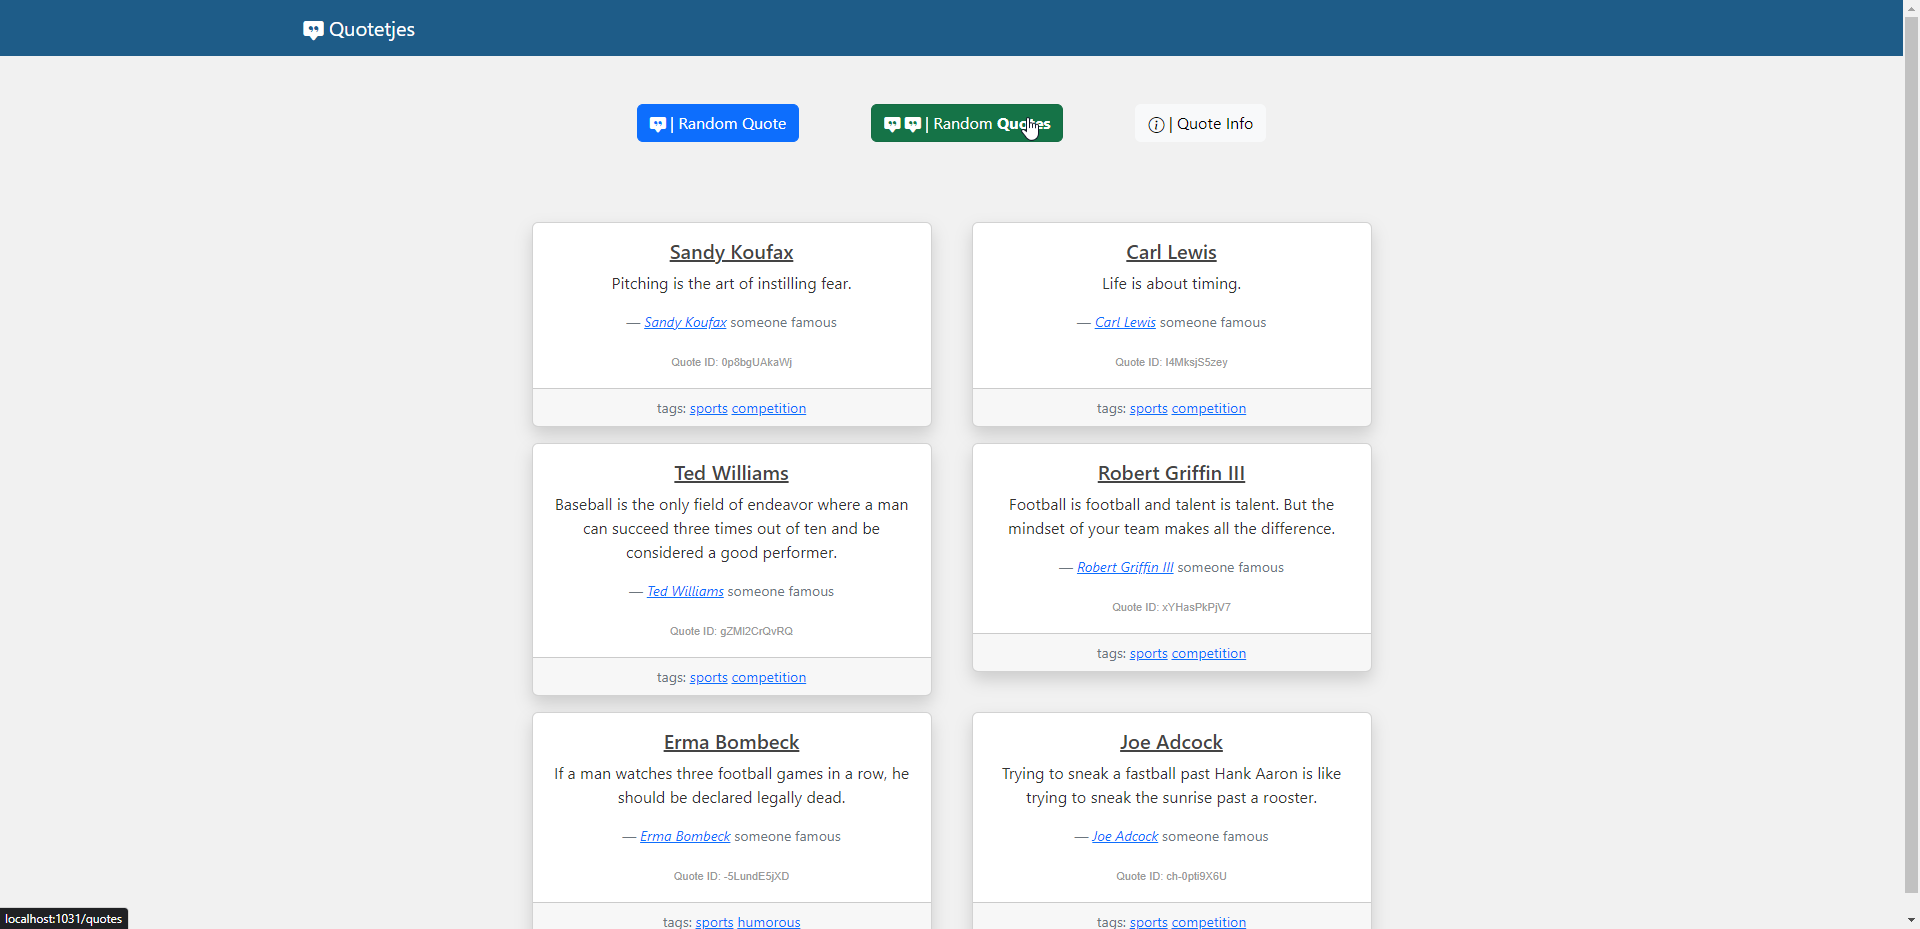 Quotetjes
| Random Quote
| Random Quotes
| Quote Info
Sandy Koufax
Pitching is the art of instilling fear.
— Sandy Koufax someone famous
Quote ID: 0p8bgUAkaWj
tags: sports competition
Carl Lewis
Life is about timing.
— Carl Lewis someone famous
Quote ID: I4MksjS5zey
tags: sports competition
Ted Williams
Baseball is the only field of endeavor where a man
can succeed three times out of ten and be
considered a good performer.
— Ted Williams someone famous
Quote ID: gZMI2CrQvRQ
tags: sports competition
Robert Griffin III
Football is football and talent is talent. But the
mindset of your team makes all the difference.
— Robert Griffin III someone famous
Quote ID: xYHasPkPjV7
tags: sports competition
Erma Bombeck
If a man watches three football games in a row, he
should be declared legally dead.
— Erma Bombeck someone famous
Quote ID: -5LundE5jXD
tags: sports humorous
Joe Adcock
Trying to sneak a fastball past Hank Aaron is like
trying to sneak the sunrise past a rooster.
— Joe Adcock someone famous
Quote ID: ch-0pti9X6U
tags: sports competition
localhost:1031/quotes